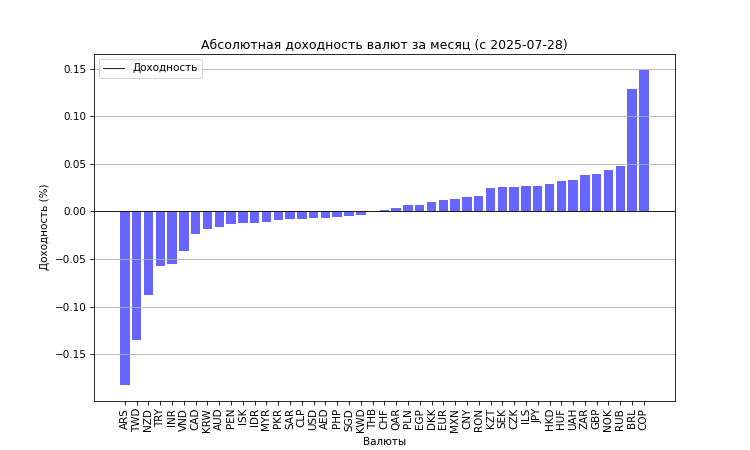 Абсолютная доходность валют за месяц (с 2025-07-28)
Доходность
0.15
0.10
0.05
0.00
−0.05
−0.10
−0.15
Доходность (%)
ARS TWD NZD TRY INR VND CAD KRW AUD PEN ISK IDR MYR PKR SAR CLP USD AED PHP SGD KWD THB CHF QAR PLN EGP DKK EUR MXN CNY RON KZT SEK CZK ILS JPY HKD HUF UAH ZAR GBP NOK RUB BRL COP
Валюты